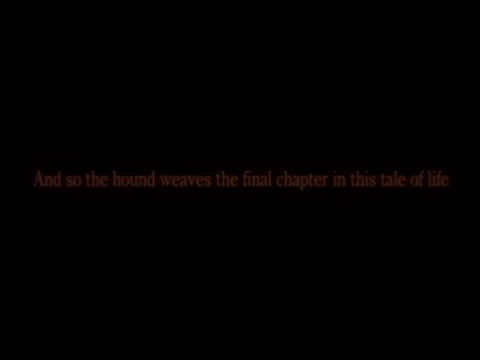 And so the hound weaves the final chapter in this tale of life